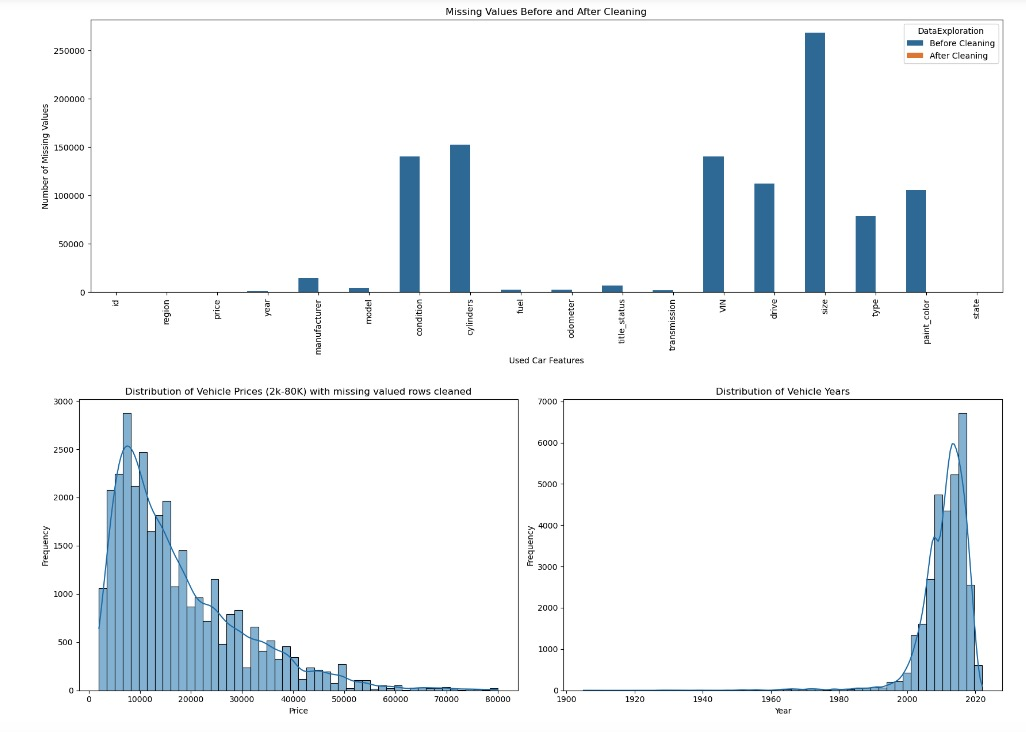 Missing Values Before and After Cleaning
DataExploration
Before Cleaning
After Cleaning
Number of Missing Values
250000
200000
150000
100000
50000
0
id
region
price
year
manufacturer
model
condition
cylinders
fuel
odometer
title_status
transmission
VIN
drive
size
type
paint_color
state
Used Car Features
Distribution of Vehicle Prices (2k-80K) with missing valued rows cleaned
Frequency
3000
2500
2000
1500
1000
500
0
0 10000 20000 30000 40000 50000 60000 70000 80000
Price
Distribution of Vehicle Years
Frequency
7000
6000
5000
4000
3000
2000
1000
0
1900 1920 1940 1960 1980 2000 2020
Year